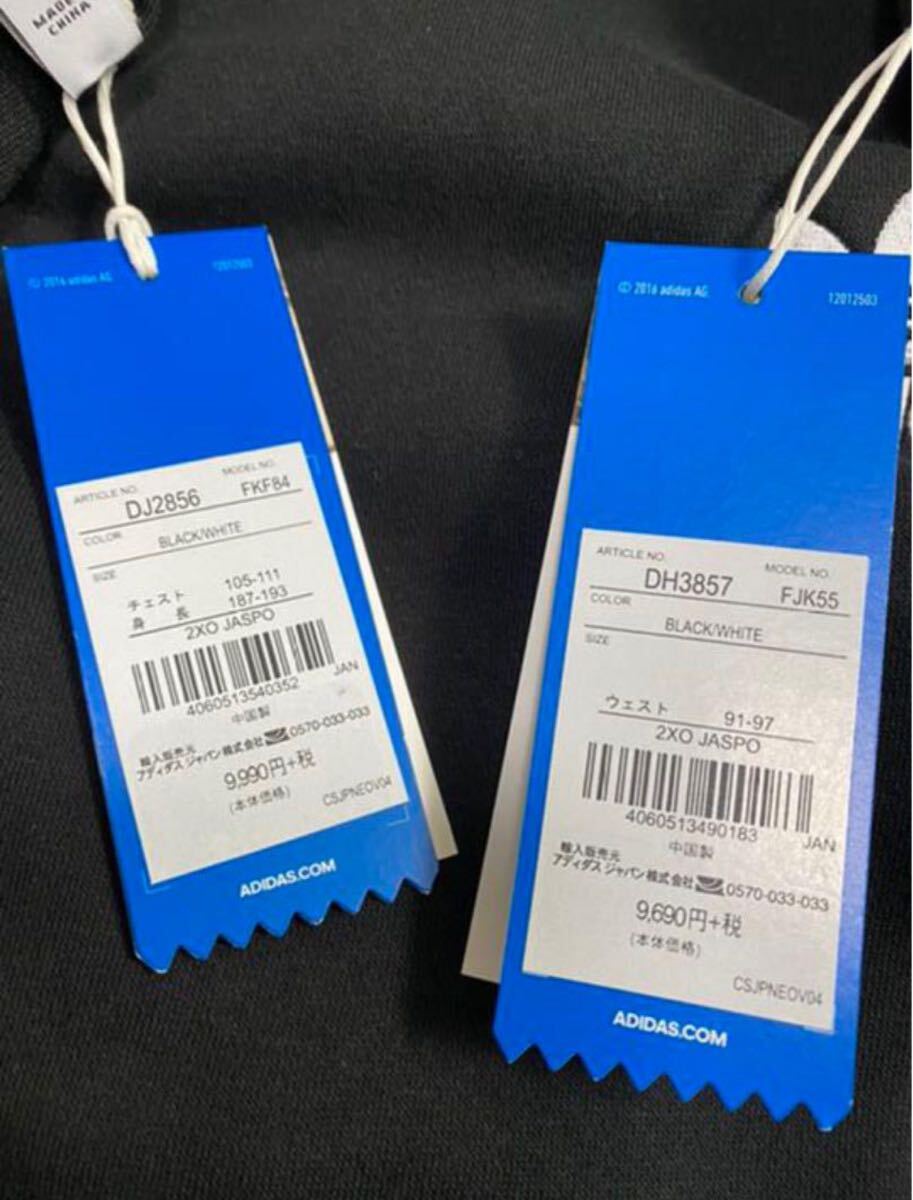 MADE
CHINA
© 2016 adidas AG. 12012503
ARTICLE NO. MODEL NO.
DJ2856 FKF84
COLOR
BLACK/WHITE
SIZE
チェスト 105-111
身長 187-193
2XO JASPO
JAN
4060513540352
中国製
輸入販売元
アディダス ジャパン株式会社 0570-033-033
9,990円+税
(本体価格)
CSJPNEOV04
ADIDAS.COM
© 2016 adidas AG. 12012503
ARTICLE NO. MODEL NO.
DH3857 FJK55
COLOR
BLACK/WHITE
SIZE
ウェスト 91-97
2XO JASPO
4060513490183 JAN
中国製
輸入販売元
アディダス ジャパン株式会社 0570-033-033
9,690円+税
(本体価格)
CSJPNEOV04
ADIDAS.COM